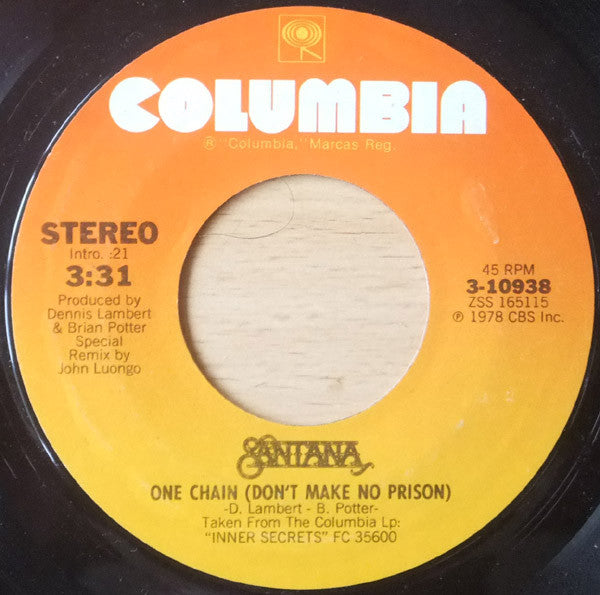 COLUMBIA
® "Columbia," Marcas Reg.
STEREO
Intro. :21
3:31
Produced by
Dennis Lambert
& Brian Potter
Special
Remix by
John Luongo
45 RPM
3-10938
ZSS 165115
℗ 1978 CBS Inc.
SANTANA
ONE CHAIN (DON'T MAKE NO PRISON)
-D. Lambert - B. Potter-
Taken From The Columbia Lp:
"INNER SECRETS" FC 35600